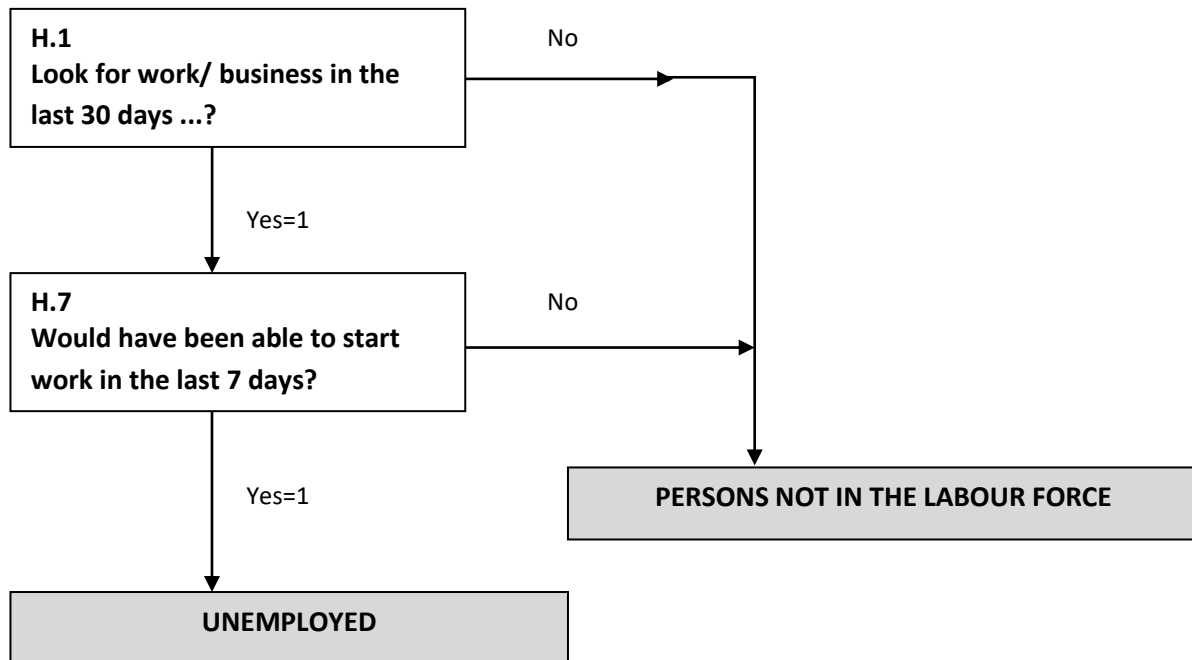 H.1
Look for work/ business in the
last 30 days ...?
No
Yes=1
H.7
Would have been able to start
work in the last 7 days?
No
Yes=1
PERSONS NOT IN THE LABOUR FORCE
UNEMPLOYED